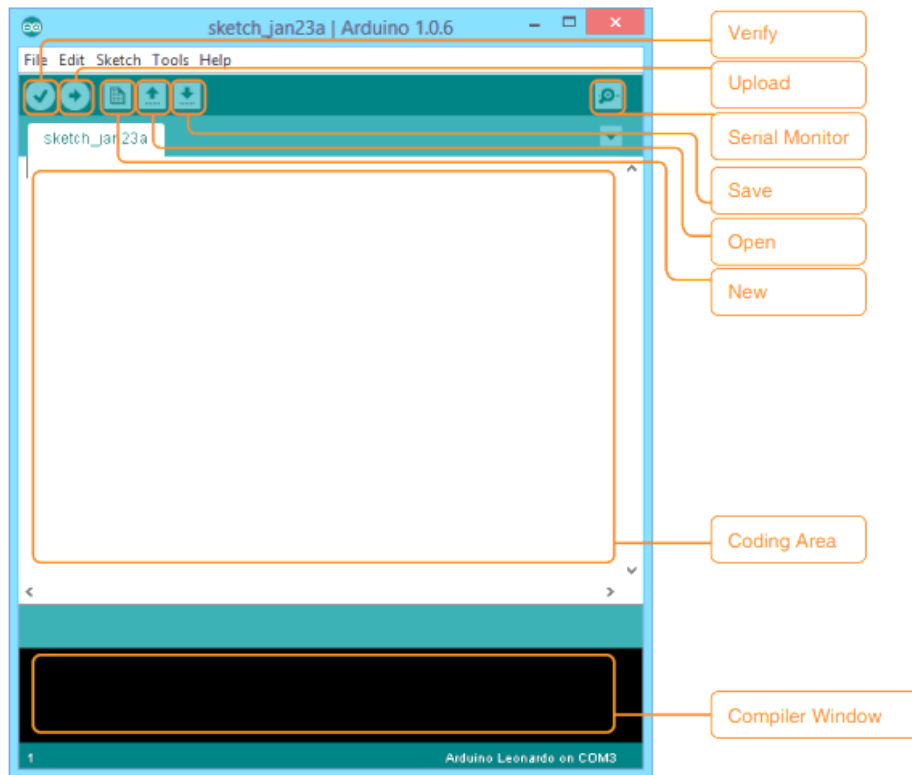 sketch_jan23a | Arduino 1.0.6
File Edit Sketch Tools Help
sketch_jan23a
Verify
Upload
Serial Monitor
Save
Open
New
Coding Area
Compiler Window
1
Arduino Leonardo on COM3